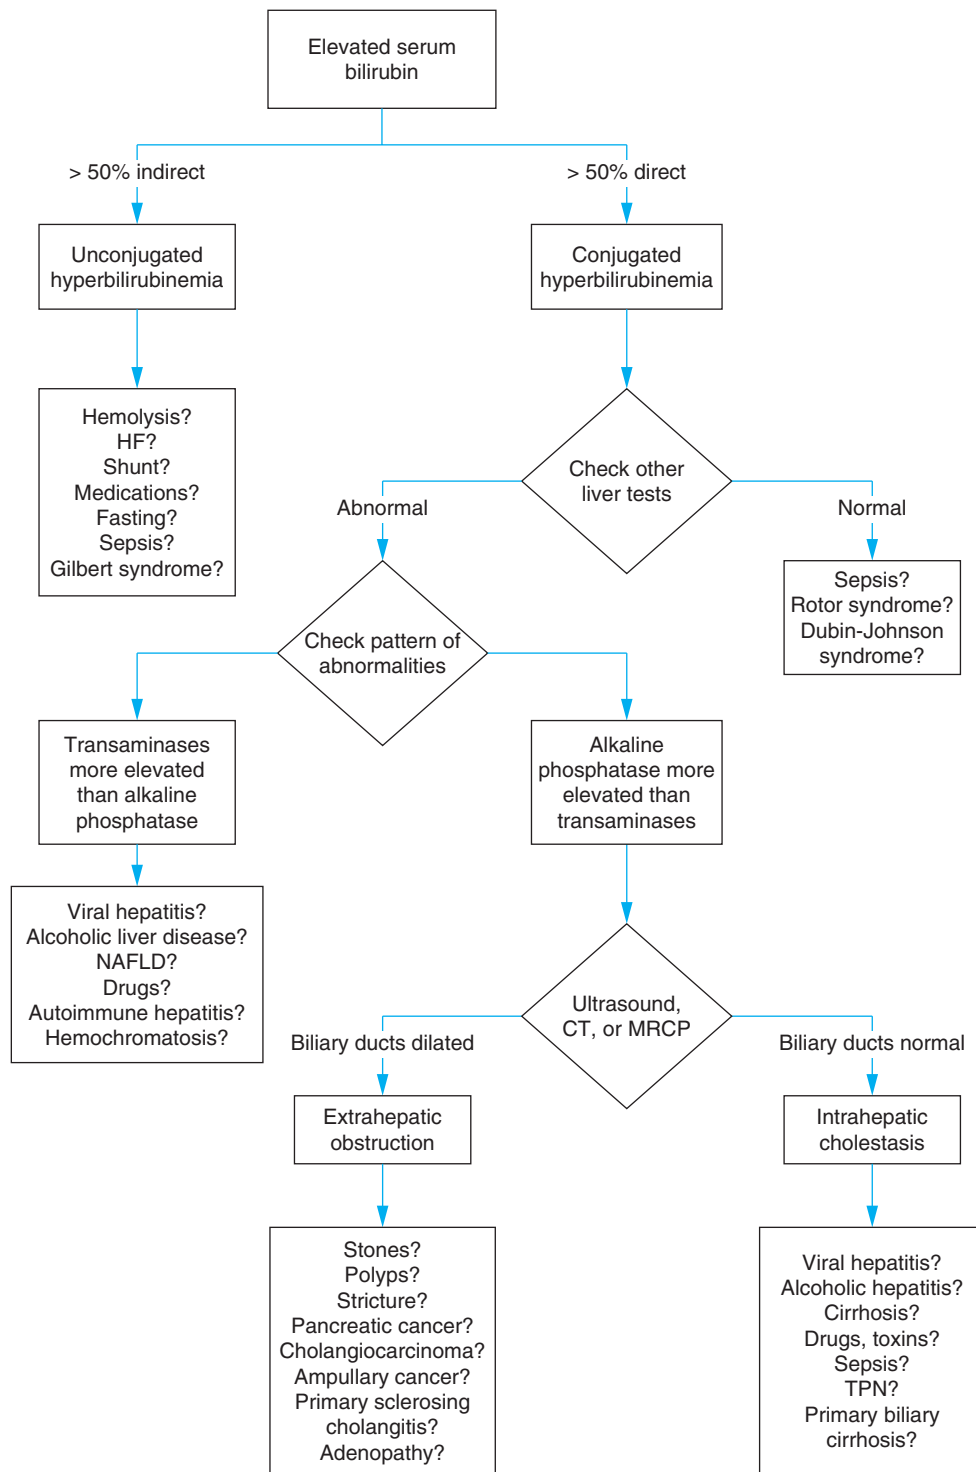 Elevated serum
bilirubin
> 50% indirect
> 50% direct
Unconjugated
hyperbilirubinemia
Conjugated
hyperbilirubinemia
Hemolysis?
HF?
Shunt?
Medications?
Fasting?
Sepsis?
Gilbert syndrome?
Check other
liver tests
Abnormal
Normal
Sepsis?
Rotor syndrome?
Dubin-Johnson
syndrome?
Check pattern of
abnormalities
Transaminases
more elevated
than alkaline
phosphatase
Alkaline
phosphatase more
elevated than
transaminases
Viral hepatitis?
Alcoholic liver disease?
NAFLD?
Drugs?
Autoimmune hepatitis?
Hemochromatosis?
Ultrasound,
CT, or MRCP
Biliary ducts dilated
Biliary ducts normal
Extrahepatic
obstruction
Intrahepatic
cholestasis
Stones?
Polyps?
Stricture?
Pancreatic cancer?
Cholangiocarcinoma?
Ampullary cancer?
Primary sclerosing
cholangitis?
Adenopathy?
Viral hepatitis?
Alcoholic hepatitis?
Cirrhosis?
Drugs, toxins?
Sepsis?
TPN?
Primary biliary
cirrhosis?